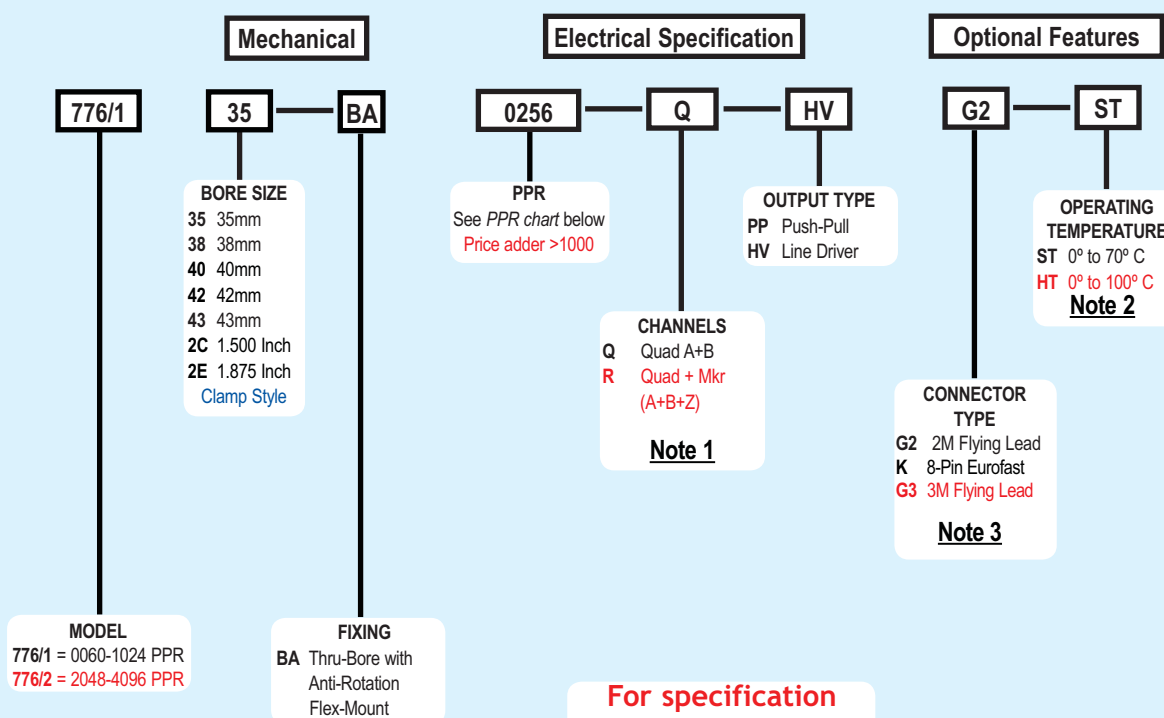 Mechanical
Electrical Specification
Optional Features
776/1
35
BA
0256
Q
HV
G2
ST
BORE SIZE
35 35mm
38 38mm
40 40mm
42 42mm
43 43mm
2C 1.500 Inch
2E 1.875 Inch
Clamp Style
PPR
See PPR chart below
Price adder >1000
OUTPUT TYPE
PP Push-Pull
HV Line Driver
OPERATING
TEMPERATURE
ST 0º to 70º C
HT 0º to 100º C
Note 2
CHANNELS
Q Quad A+B
R Quad + Mkr
(A+B+Z)
Note 1
CONNECTOR
TYPE
G2 2M Flying Lead
K 8-Pin Eurofast
G3 3M Flying Lead
Note 3
MODEL
776/1 = 0060-1024 PPR
776/2 = 2048-4096 PPR
FIXING
BA Thru-Bore with
Anti-Rotation
Flex-Mount
For specification